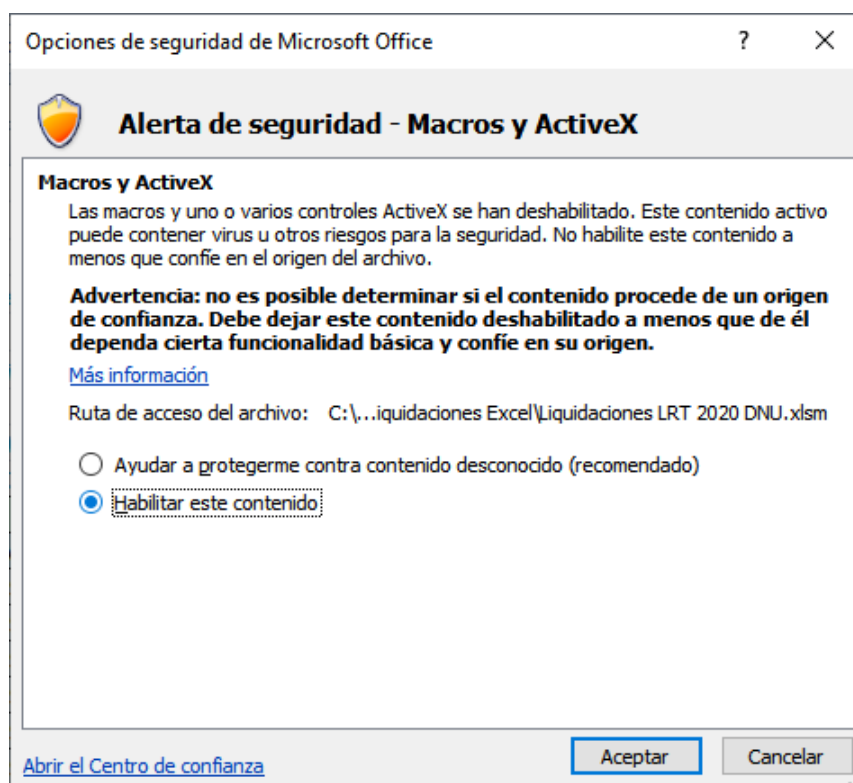 Opciones de seguridad de Microsoft Office
Alerta de seguridad - Macros y ActiveX
Macros y ActiveX
Las macros y uno o varios controles ActiveX se han deshabilitado. Este contenido activo
puede contener virus u otros riesgos para la seguridad. No habilite este contenido a
menos que confíe en el origen del archivo.
Advertencia: no es posible determinar si el contenido procede de un origen
de confianza. Debe dejar este contenido deshabilitado a menos que de él
dependa cierta funcionalidad básica y confíe en su origen.
Más información
Ruta de acceso del archivo: C:\...iquidaciones Excel\Liquidaciones LRT 2020 DNU.xlsm
Ayudar a protegerme contra contenido desconocido (recomendado)
Habilitar este contenido
Abrir el Centro de confianza
Aceptar
Cancelar